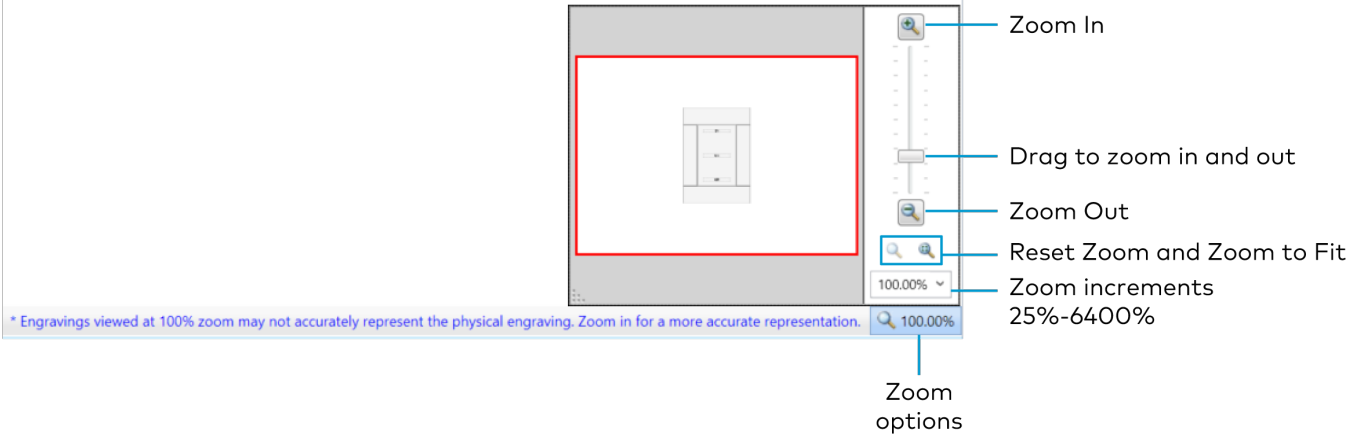 Zoom In
Drag to zoom in and out
Zoom Out
Reset Zoom and Zoom to Fit
100.00%
Zoom increments
25%-6400%
* Engravings viewed at 100% zoom may not accurately represent the physical engraving. Zoom in for a more accurate representation.
100.00%
Zoom
options